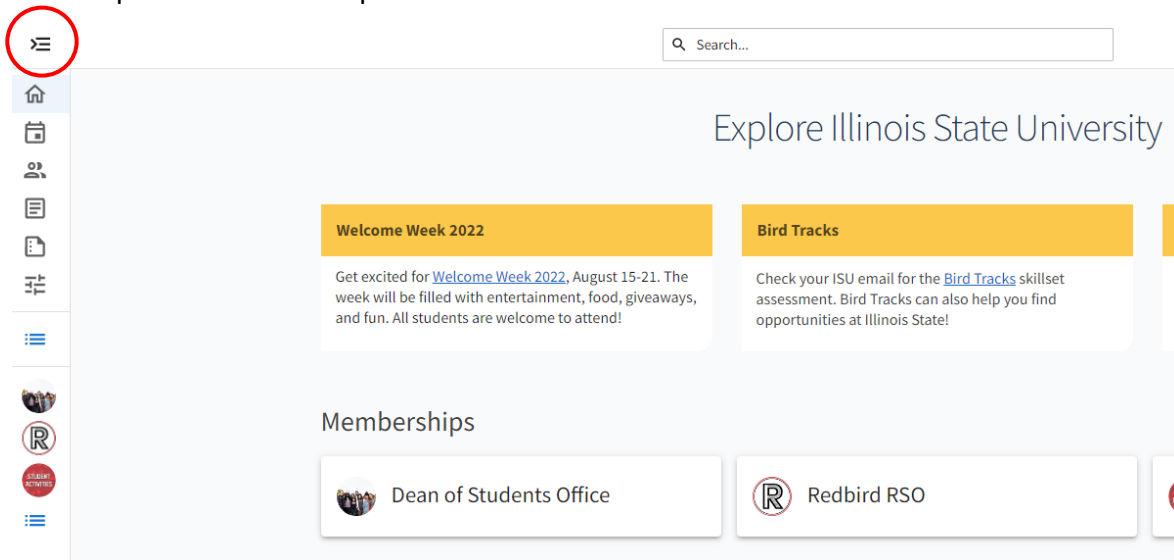 Search...
Explore Illinois State University
Welcome Week 2022
Get excited for Welcome Week 2022, August 15-21. The
week will be filled with entertainment, food, giveaways,
and fun. All students are welcome to attend!
Bird Tracks
Check your ISU email for the Bird Tracks skillset
assessment. Bird Tracks can also help you find
opportunities at Illinois State!
R
STUDENT
ACTIVITIES
Memberships
Dean of Students Office
R
Redbird RSO